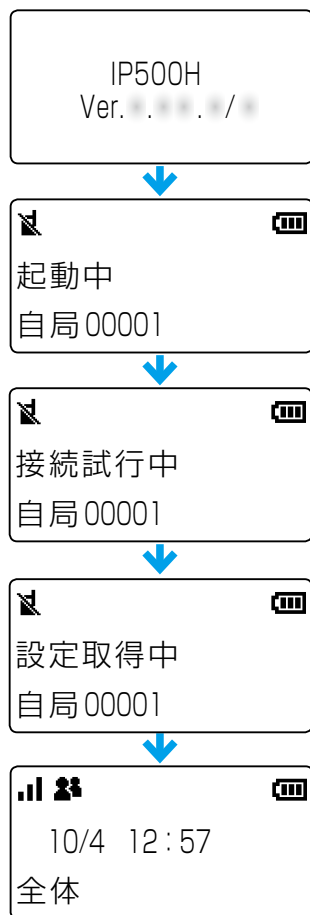 IP500H
Ver.
起動中
自局00001
接続試行中
自局00001
設定取得中
自局00001
10/4 12:57
全体